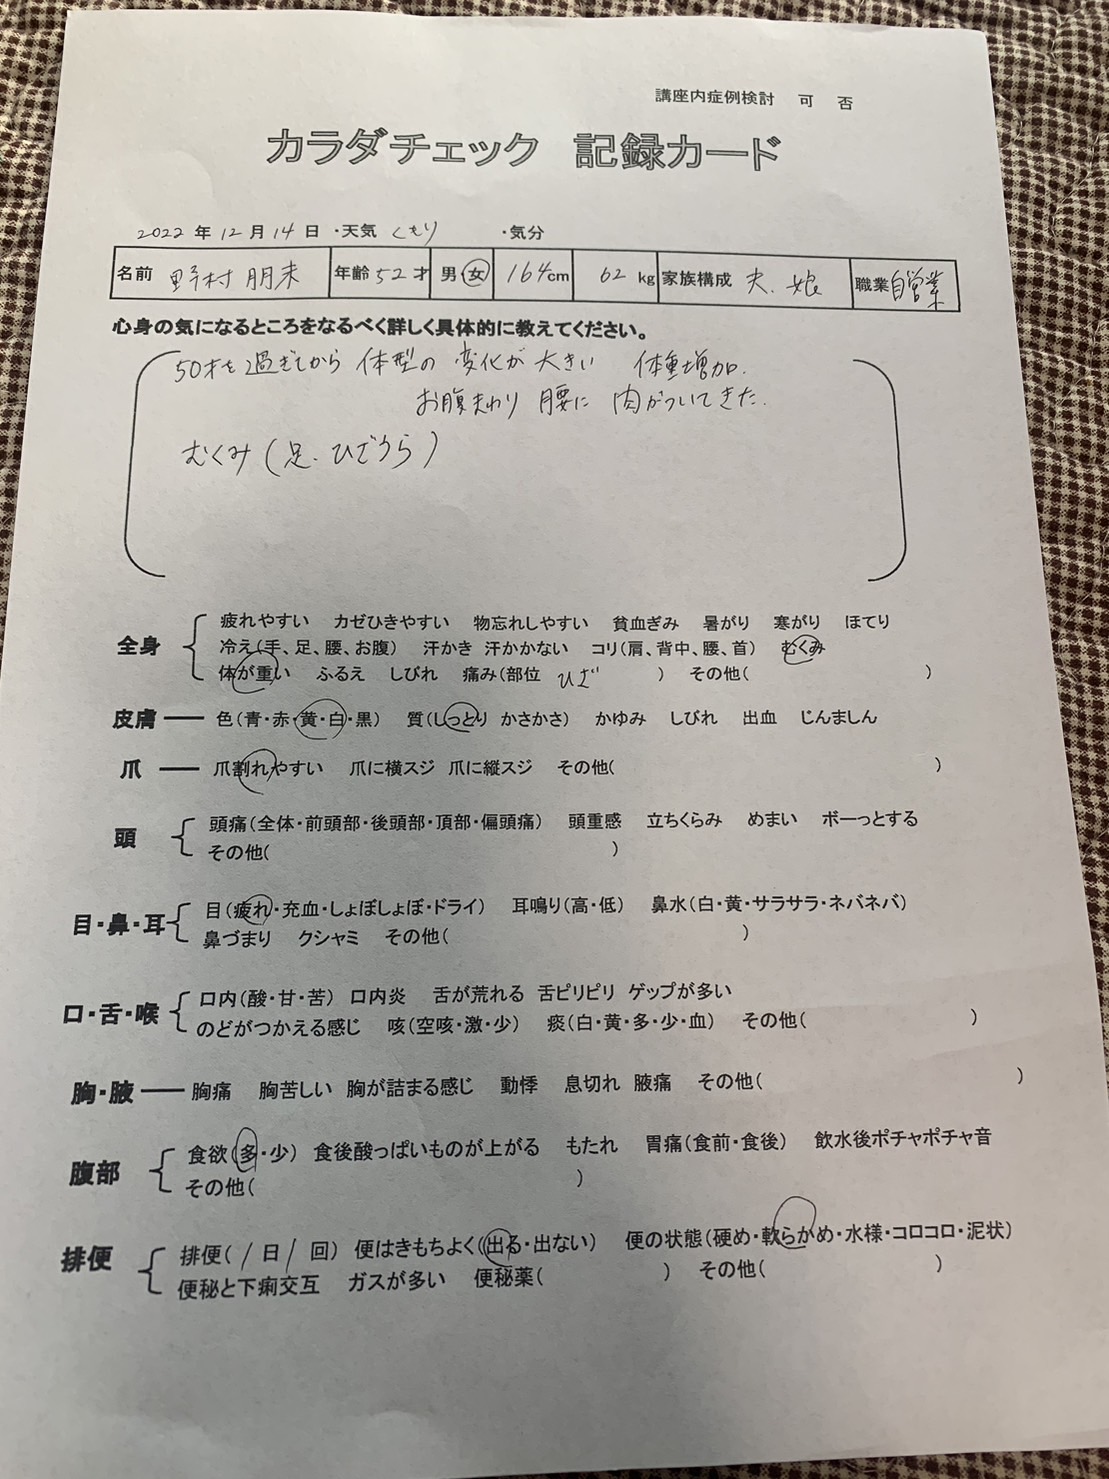 講座内症例検討 可 否
カラダチェック 記録カード
2022 年 12 月 14 日 ・天気 くもり ・気分
名前 野村 朋未 年齢 52 才 男 女 164 cm 62 kg 家族構成 夫、娘 職業 自営業
心身の気になるところをなるべく詳しく具体的に教えてください。
50才を過ぎてから 体型の 変化が 大きい 体重増加.
お腹まわり 腰に 肉がついてきた.
むくみ (足. ひざうら)
全身 疲れやすい カゼひきやすい 物忘れしやすい 貧血ぎみ 暑がり 寒がり ほてり
冷え(手、足、腰、お腹) 汗かき 汗かかない コリ(肩、背中、腰、首) むくみ
体が重い ふるえ しびれ 痛み(部位 ひざ ) その他( )
皮膚 色(青・赤・黄・白・黒) 質(しっとり かさかさ) かゆみ しびれ 出血 じんましん
爪 爪割れやすい 爪に横スジ 爪に縦スジ その他( )
頭 頭痛(全体・前頭部・後頭部・頂部・偏頭痛) 頭重感 立ちくらみ めまい ボーっとする
その他( )
目・鼻・耳 目(疲れ・充血・しょぼしょぼ・ドライ) 耳鳴り(高・低) 鼻水(白・黄・サラサラ・ネバネバ)
鼻づまり クシャミ その他( )
口・舌・喉 口内(酸・甘・苦) 口内炎 舌が荒れる 舌ピリピリ ゲップが多い
のどがつかえる感じ 咳(空咳・激・少) 痰(白・黄・多・少・血) その他( )
胸・腋 胸痛 胸苦しい 胸が詰まる感じ 動悸 息切れ 腋痛 その他( )
腹部 食欲(多・少) 食後酸っぱいものが上がる もたれ 胃痛(食前・食後) 飲水後ポチャポチャ音
その他( )
排便 排便( 1 日 1 回) 便はきもちよく(出る・出ない) 便の状態(硬め・軟らかめ・水様・コロコロ・泥状)
便秘と下痢交互 ガスが多い 便秘薬( ) その他( )